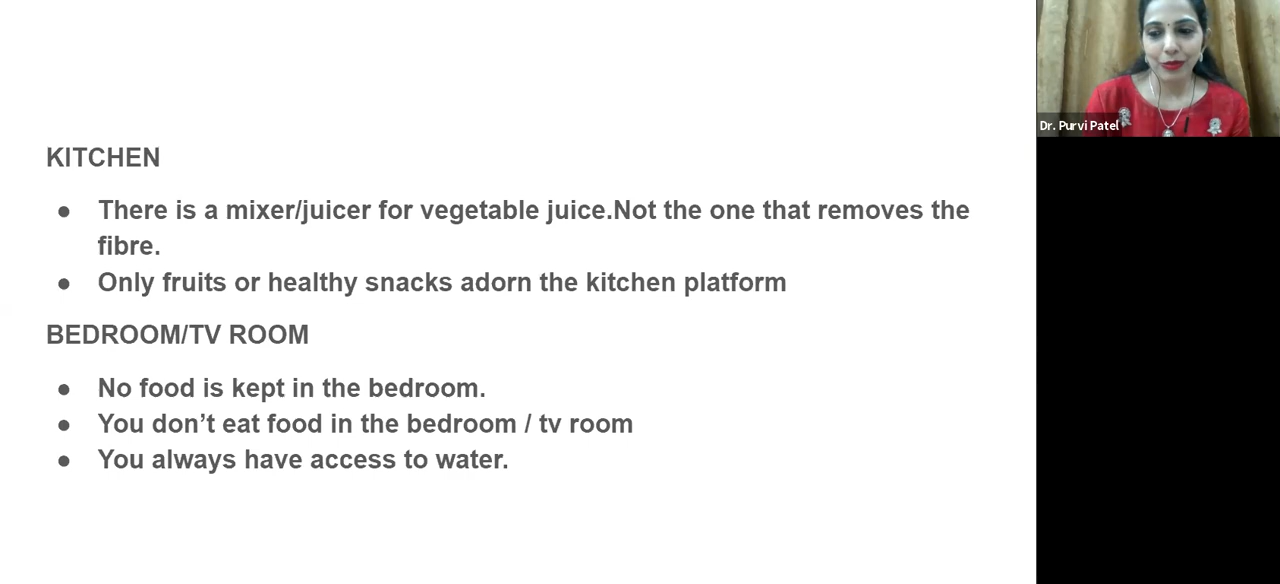 KITCHEN
● There is a mixer/juicer for vegetable juice.Not the one that removes the
fibre.
● Only fruits or healthy snacks adorn the kitchen platform
BEDROOM/TV ROOM
● No food is kept in the bedroom.
● You don’t eat food in the bedroom / tv room
● You always have access to water.
Dr. Purvi Patel